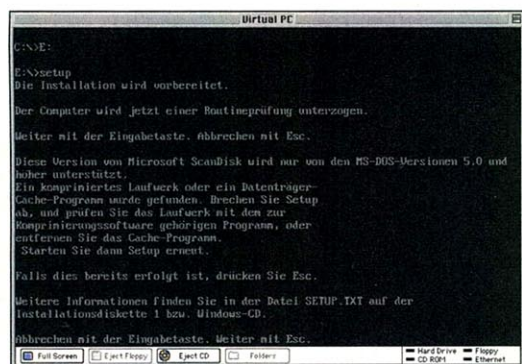 Virtual PC
C:\>E:
E:\>setup
Die Installation wird vorbereitet.
Der Computer wird jetzt einer Routineprüfung unterzogen.
Weiter mit der Eingabetaste. Abbrechen mit Esc.
Diese Version von Microsoft ScanDisk wird nur von den MS-DOS-Versionen 5.0 und
höher unterstützt.
Ein komprimiertes Laufwerk oder ein Datenträger-
Cache-Programm wurde gefunden. Brechen Sie Setup
ab, und prüfen Sie das Laufwerk mit dem zur
Komprimierungssoftware gehörigen Programm, oder
entfernen Sie das Cache-Programm.
Starten Sie dann Setup erneut.
Falls dies bereits erfolgt ist, drücken Sie Esc.
Weitere Informationen finden Sie in der Datei SETUP.TXT auf der
Installationsdiskette 1 bzw. Windows-CD.
Abbrechen mit der Eingabetaste. Weiter mit Esc.
Full Screen Eject Floppy Eject CD Folders Hard Drive Floppy
CD ROM Ethernet